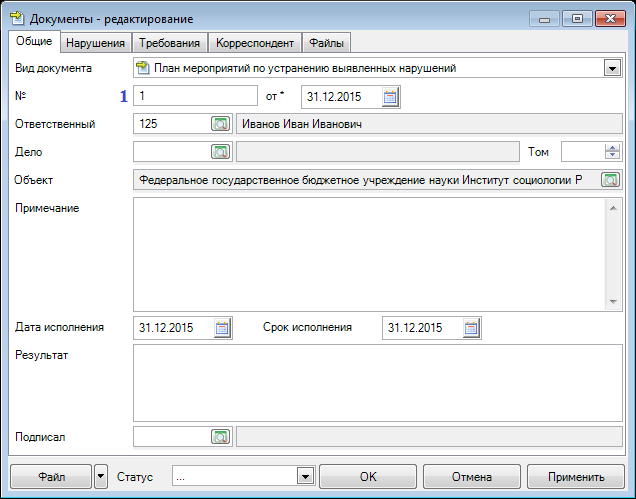 Документы - редактирование
Общие Нарушения Требования Корреспондент Файлы
Вид документа План мероприятий по устранению выявленных нарушений
№ 1 1 от * 31.12.2015
Ответственный 125 Иванов Иван Иванович
Дело Том
Объект Федеральное государственное бюджетное учреждение науки Институт социологии Р
Примечание
Дата исполнения 31.12.2015 Срок исполнения 31.12.2015
Результат
Подписал
Файл Статус ... OK Отмена Применить